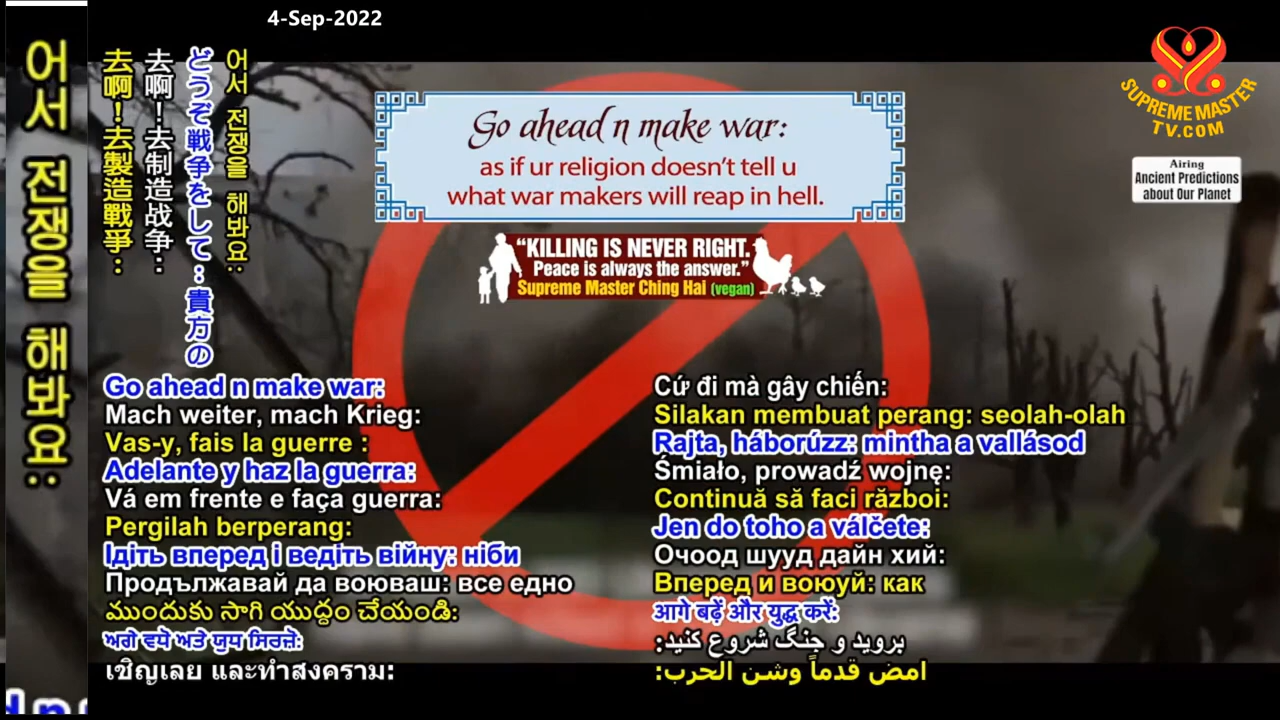 4-Sep-2022
어서 전쟁을 해봐요:
去啊！去製造戰爭：
去啊！去制造战争：
どうぞ戦争をして：貴方の
어서 전쟁을 해봐요:
Go ahead n make war:
as if ur religion doesn't tell u
what war makers will reap in hell.
"KILLING IS NEVER RIGHT.
Peace is always the answer."
Supreme Master Ching Hai (vegan)
SUPREME MASTER
TV.COM
Airing
Ancient Predictions
about Our Planet
Go ahead n make war:
Mach weiter, mach Krieg:
Vas-y, fais la guerre :
Adelante y haz la guerra:
Vá em frente e faça guerra:
Pergilah berperang:
Ідіть вперед і ведіть війну: ніби
Продължавай да воюваш: все едно
ముందుకు సాగి యుద్ధం చేయండి:
ਅਗੇ ਵਧੋ ਅਤੇ ਯੁਧ ਸਿਰਜੋ:
เชิญเลย และทำสงคราม:
Cứ đi mà gây chiến:
Silakan membuat perang: seolah-olah
Rajta, háborúzz: mintha a vallásod
Śmiało, prowadź wojnę:
Continuă să faci război:
Jen do toho a válčete:
Очоод шууд дайн хий:
Вперед и воюуй: как
आगे बढ़ें और युद्ध करें:
بروید و جنگ شروع کنید:
امض قدماً وشن الحرب: